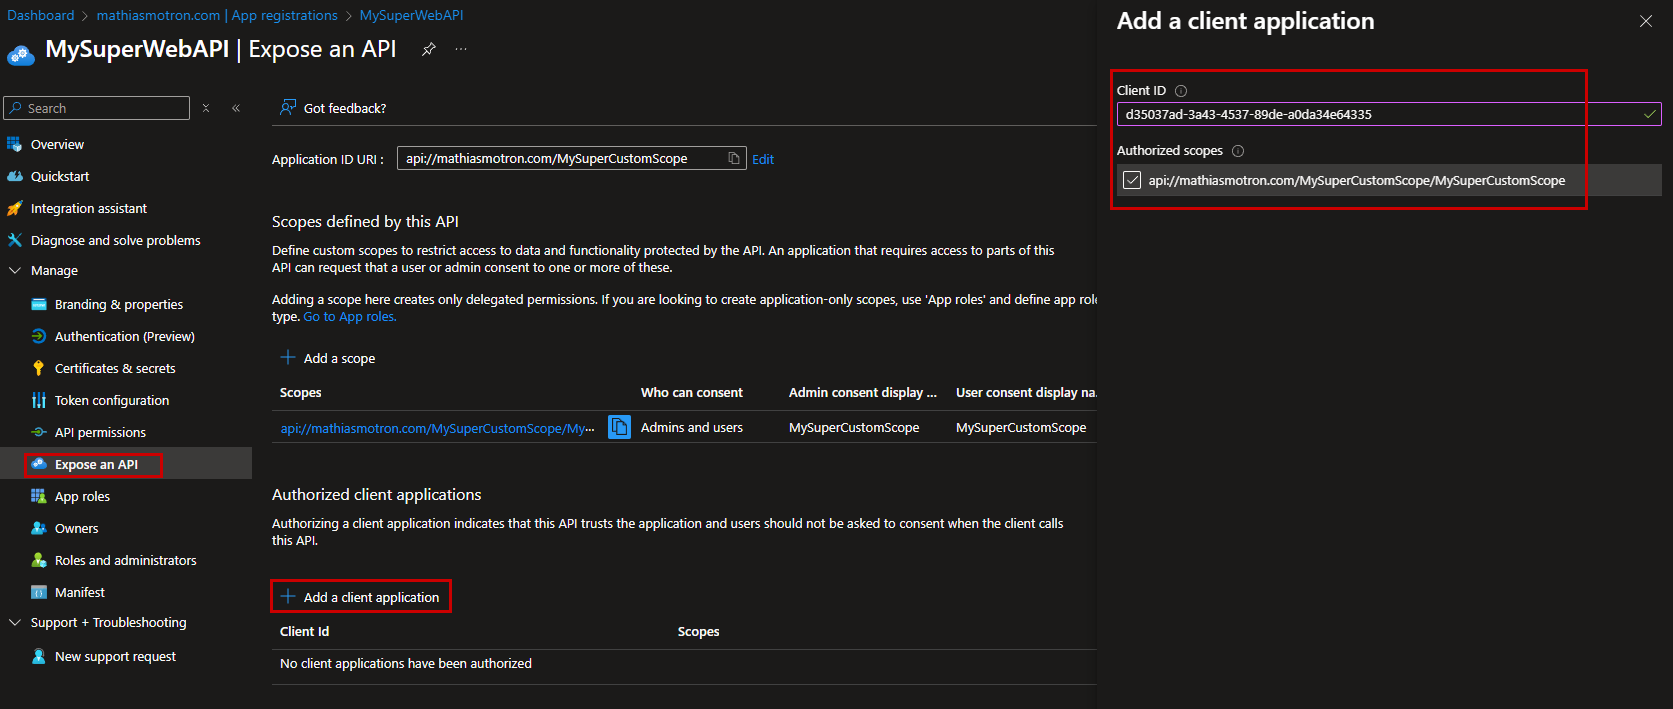 Dashboard > mathiasmotron.com | App registrations > MySuperWebAPI
MySuperWebAPI | Expose an API
Search
Overview
Quickstart
Integration assistant
Diagnose and solve problems
Manage
Branding & properties
Authentication (Preview)
Certificates & secrets
Token configuration
API permissions
Expose an API
App roles
Owners
Roles and administrators
Manifest
Support + Troubleshooting
New support request
Got feedback?
Application ID URI : api://mathiasmotron.com/MySuperCustomScope Edit
Scopes defined by this API
Define custom scopes to restrict access to data and functionality protected by the API. An application that requires access to parts of this
API can request that a user or admin consent to one or more of these.
Adding a scope here creates only delegated permissions. If you are looking to create application-only scopes, use 'App roles' and define app role
type. Go to App roles.
Add a scope
Scopes Who can consent Admin consent display ... User consent display na.
api://mathiasmotron.com/MySuperCustomScope/My... Admins and users MySuperCustomScope MySuperCustomScope
Authorized client applications
Authorizing a client application indicates that this API trusts the application and users should not be asked to consent when the client calls
this API.
Add a client application
Client Id Scopes
No client applications have been authorized
Add a client application
Client ID
d35037ad-3a43-4537-89de-a0da34e64335
Authorized scopes
api://mathiasmotron.com/MySuperCustomScope/MySuperCustomScope